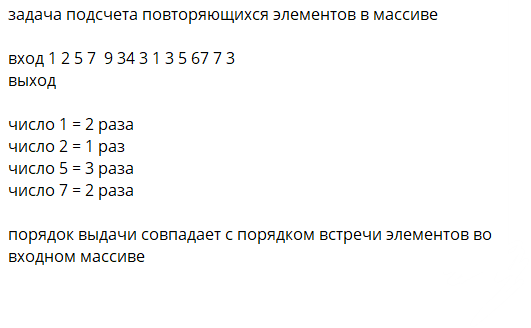 задача подсчета повторяющихся элементов в массиве
вход 1 2 5 7  9 34 3 1 3 5 67 7 3
выход
число 1 = 2 раза
число 2 = 1 раз
число 5 = 3 раза
число 7 = 2 раза
порядок выдачи совпадает с порядком встречи элементов во
входном массиве